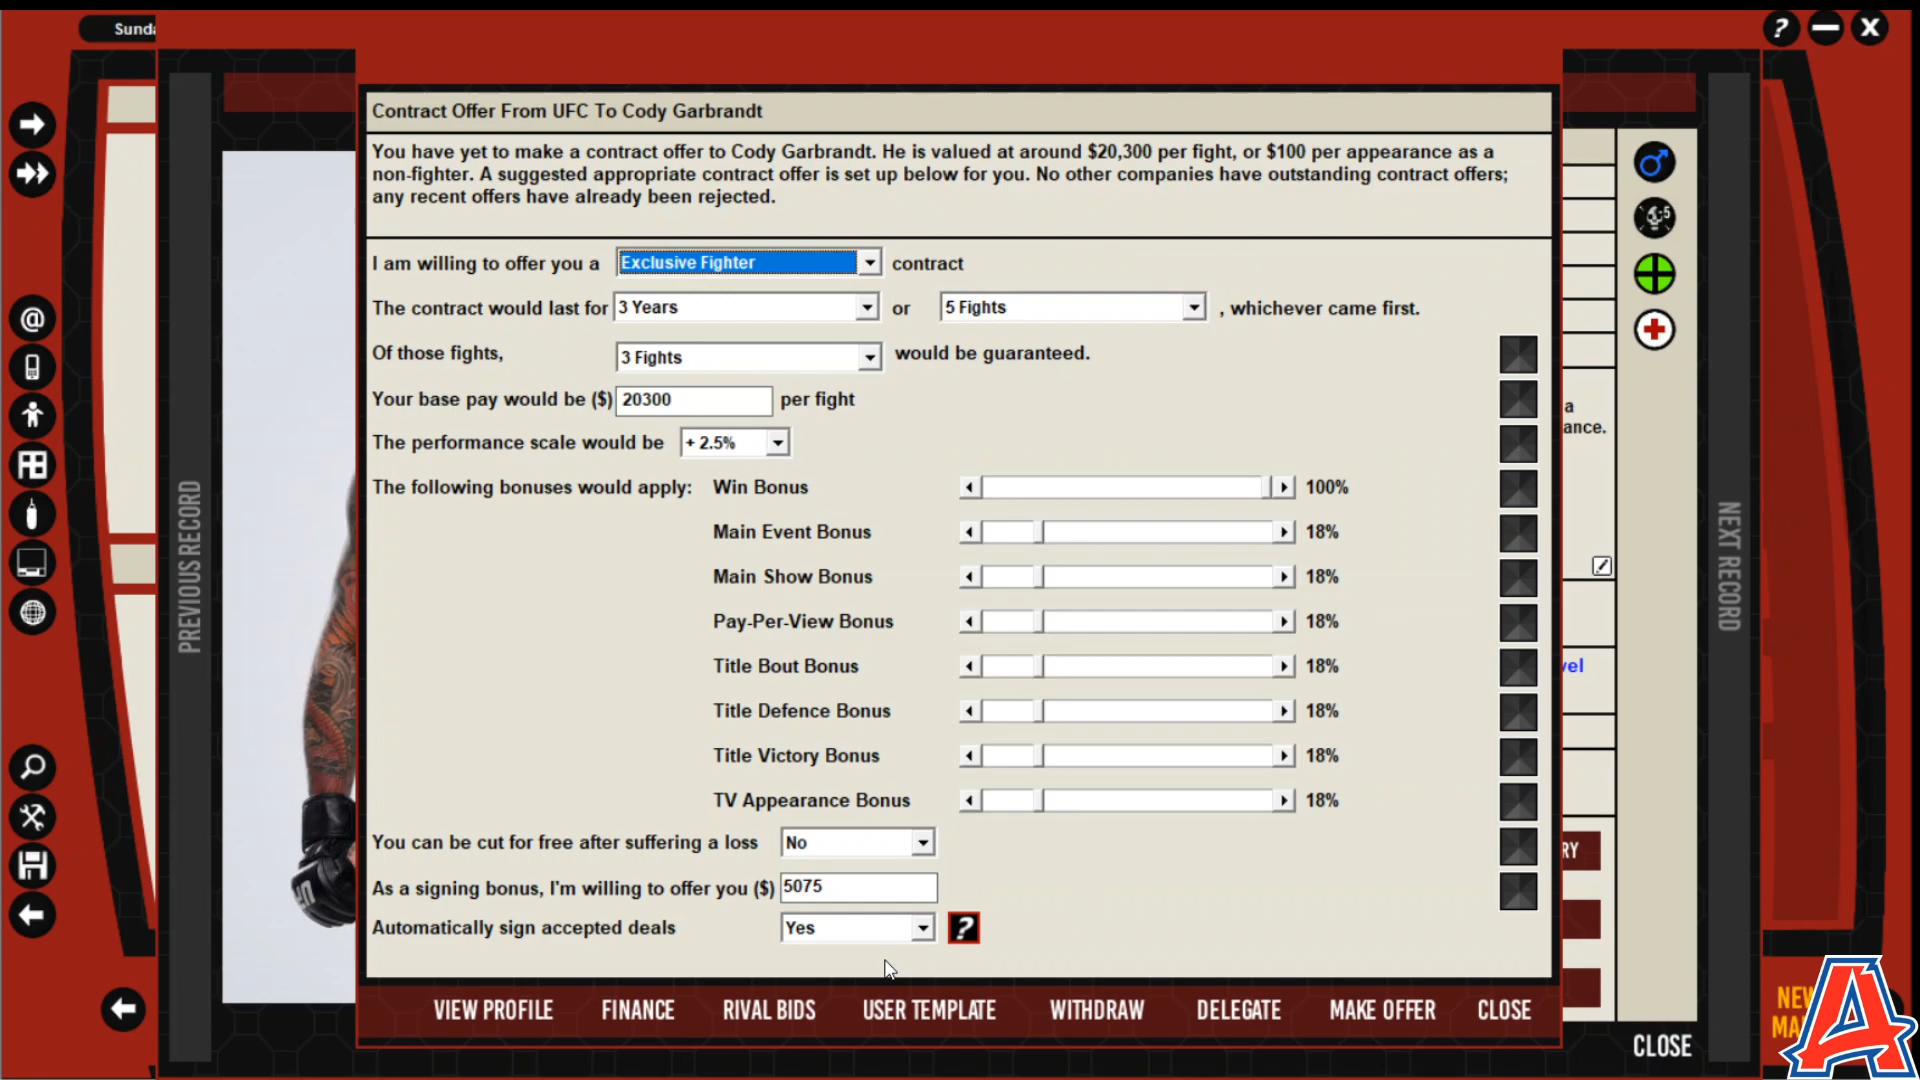 Sunda
Contract Offer From UFC To Cody Garbrandt
You have yet to make a contract offer to Cody Garbrandt. He is valued at around $20,300 per fight, or $100 per appearance as a
non-fighter. A suggested appropriate contract offer is set up below for you. No other companies have outstanding contract offers;
any recent offers have already been rejected.
I am willing to offer you a Exclusive Fighter contract
The contract would last for 3 Years or 5 Fights , whichever came first.
Of those fights, 3 Fights would be guaranteed.
Your base pay would be ($) 20300 per fight
The performance scale would be + 2.5%
The following bonuses would apply: Win Bonus 100%
Main Event Bonus 18%
Main Show Bonus 18%
Pay-Per-View Bonus 18%
Title Bout Bonus 18%
Title Defence Bonus 18%
Title Victory Bonus 18%
TV Appearance Bonus 18%
You can be cut for free after suffering a loss No
As a signing bonus, I'm willing to offer you ($) 5075
Automatically sign accepted deals Yes ?
VIEW PROFILE FINANCE RIVAL BIDS USER TEMPLATE WITHDRAW DELEGATE MAKE OFFER CLOSE
PREVIOUS RECORD
NEXT RECORD
? X
@
5
a
ance.
vel
RY
CLOSE
NEW
MA
A